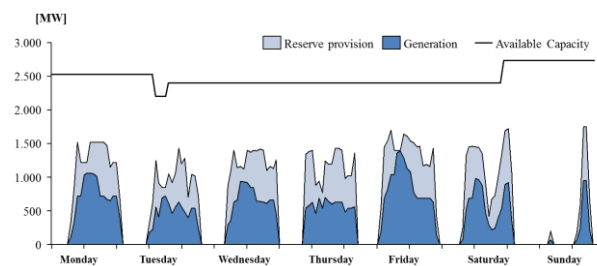 [MW]
Reserve provision Generation Available Capacity
3.000
2.500
2.000
1.500
1.000
500
0
Monday Tuesday Wednesday Thursday Friday Saturday Sunday